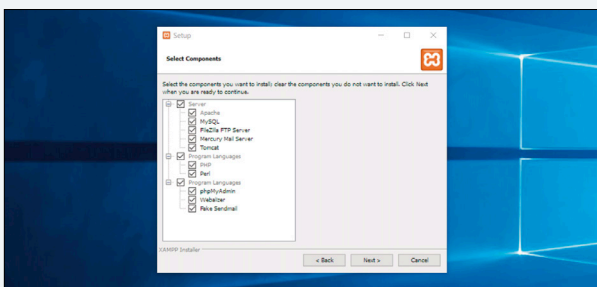 Setup
Select Components
Select the components you want to install; clear the components you do not want to install. Click Next
when you are ready to continue.
Server
Apache
MySQL
FileZilla FTP Server
Mercury Mail Server
Tomcat
Program Languages
PHP
Perl
Program Languages
phpMyAdmin
Webalizer
Fake Sendmail
XAMPP Installer
< Back
Next >
Cancel